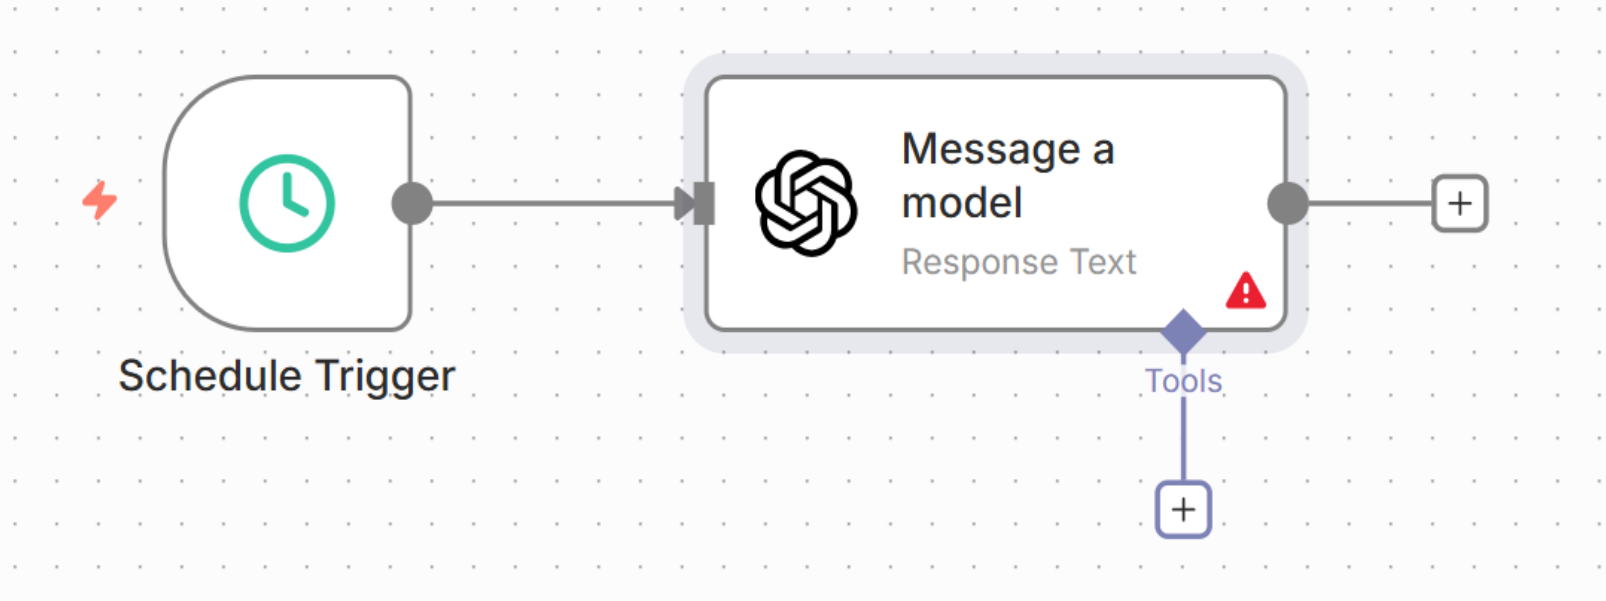 Message a
model
Response Text
Schedule Trigger
Tools